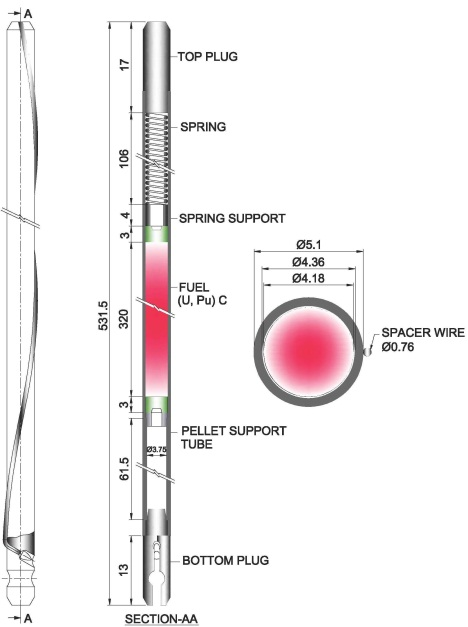 A
17
TOP PLUG
106
SPRING
4
SPRING SUPPORT
3
531.5
320
FUEL
(U, Pu) C
Ø5.1
Ø4.36
Ø4.18
SPACER WIRE
Ø0.76
3
PELLET SUPPORT
TUBE
Ø3.75
61.5
13
BOTTOM PLUG
A
SECTION-AA